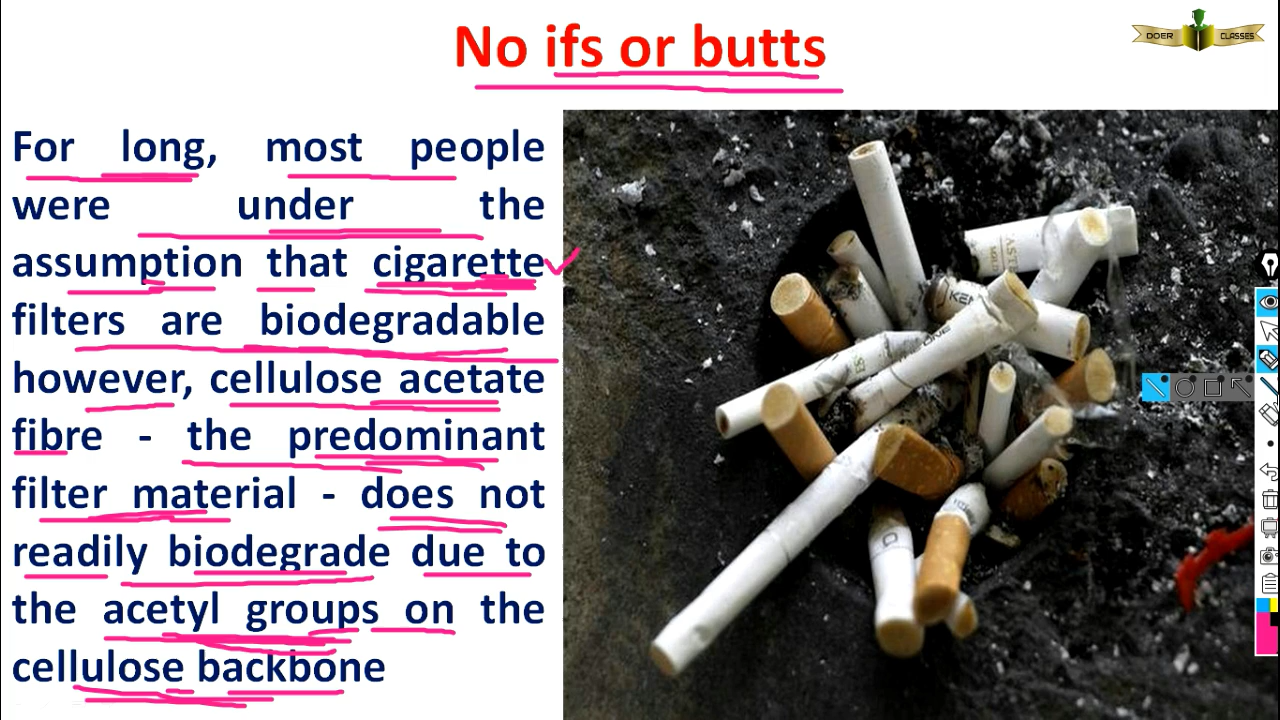 No ifs or butts
DOER CLASSES
For long, most people
were under the
assumption that cigarette
filters are biodegradable
however, cellulose acetate
fibre - the predominant
filter material - does not
readily biodegrade due to
the acetyl groups on the
cellulose backbone